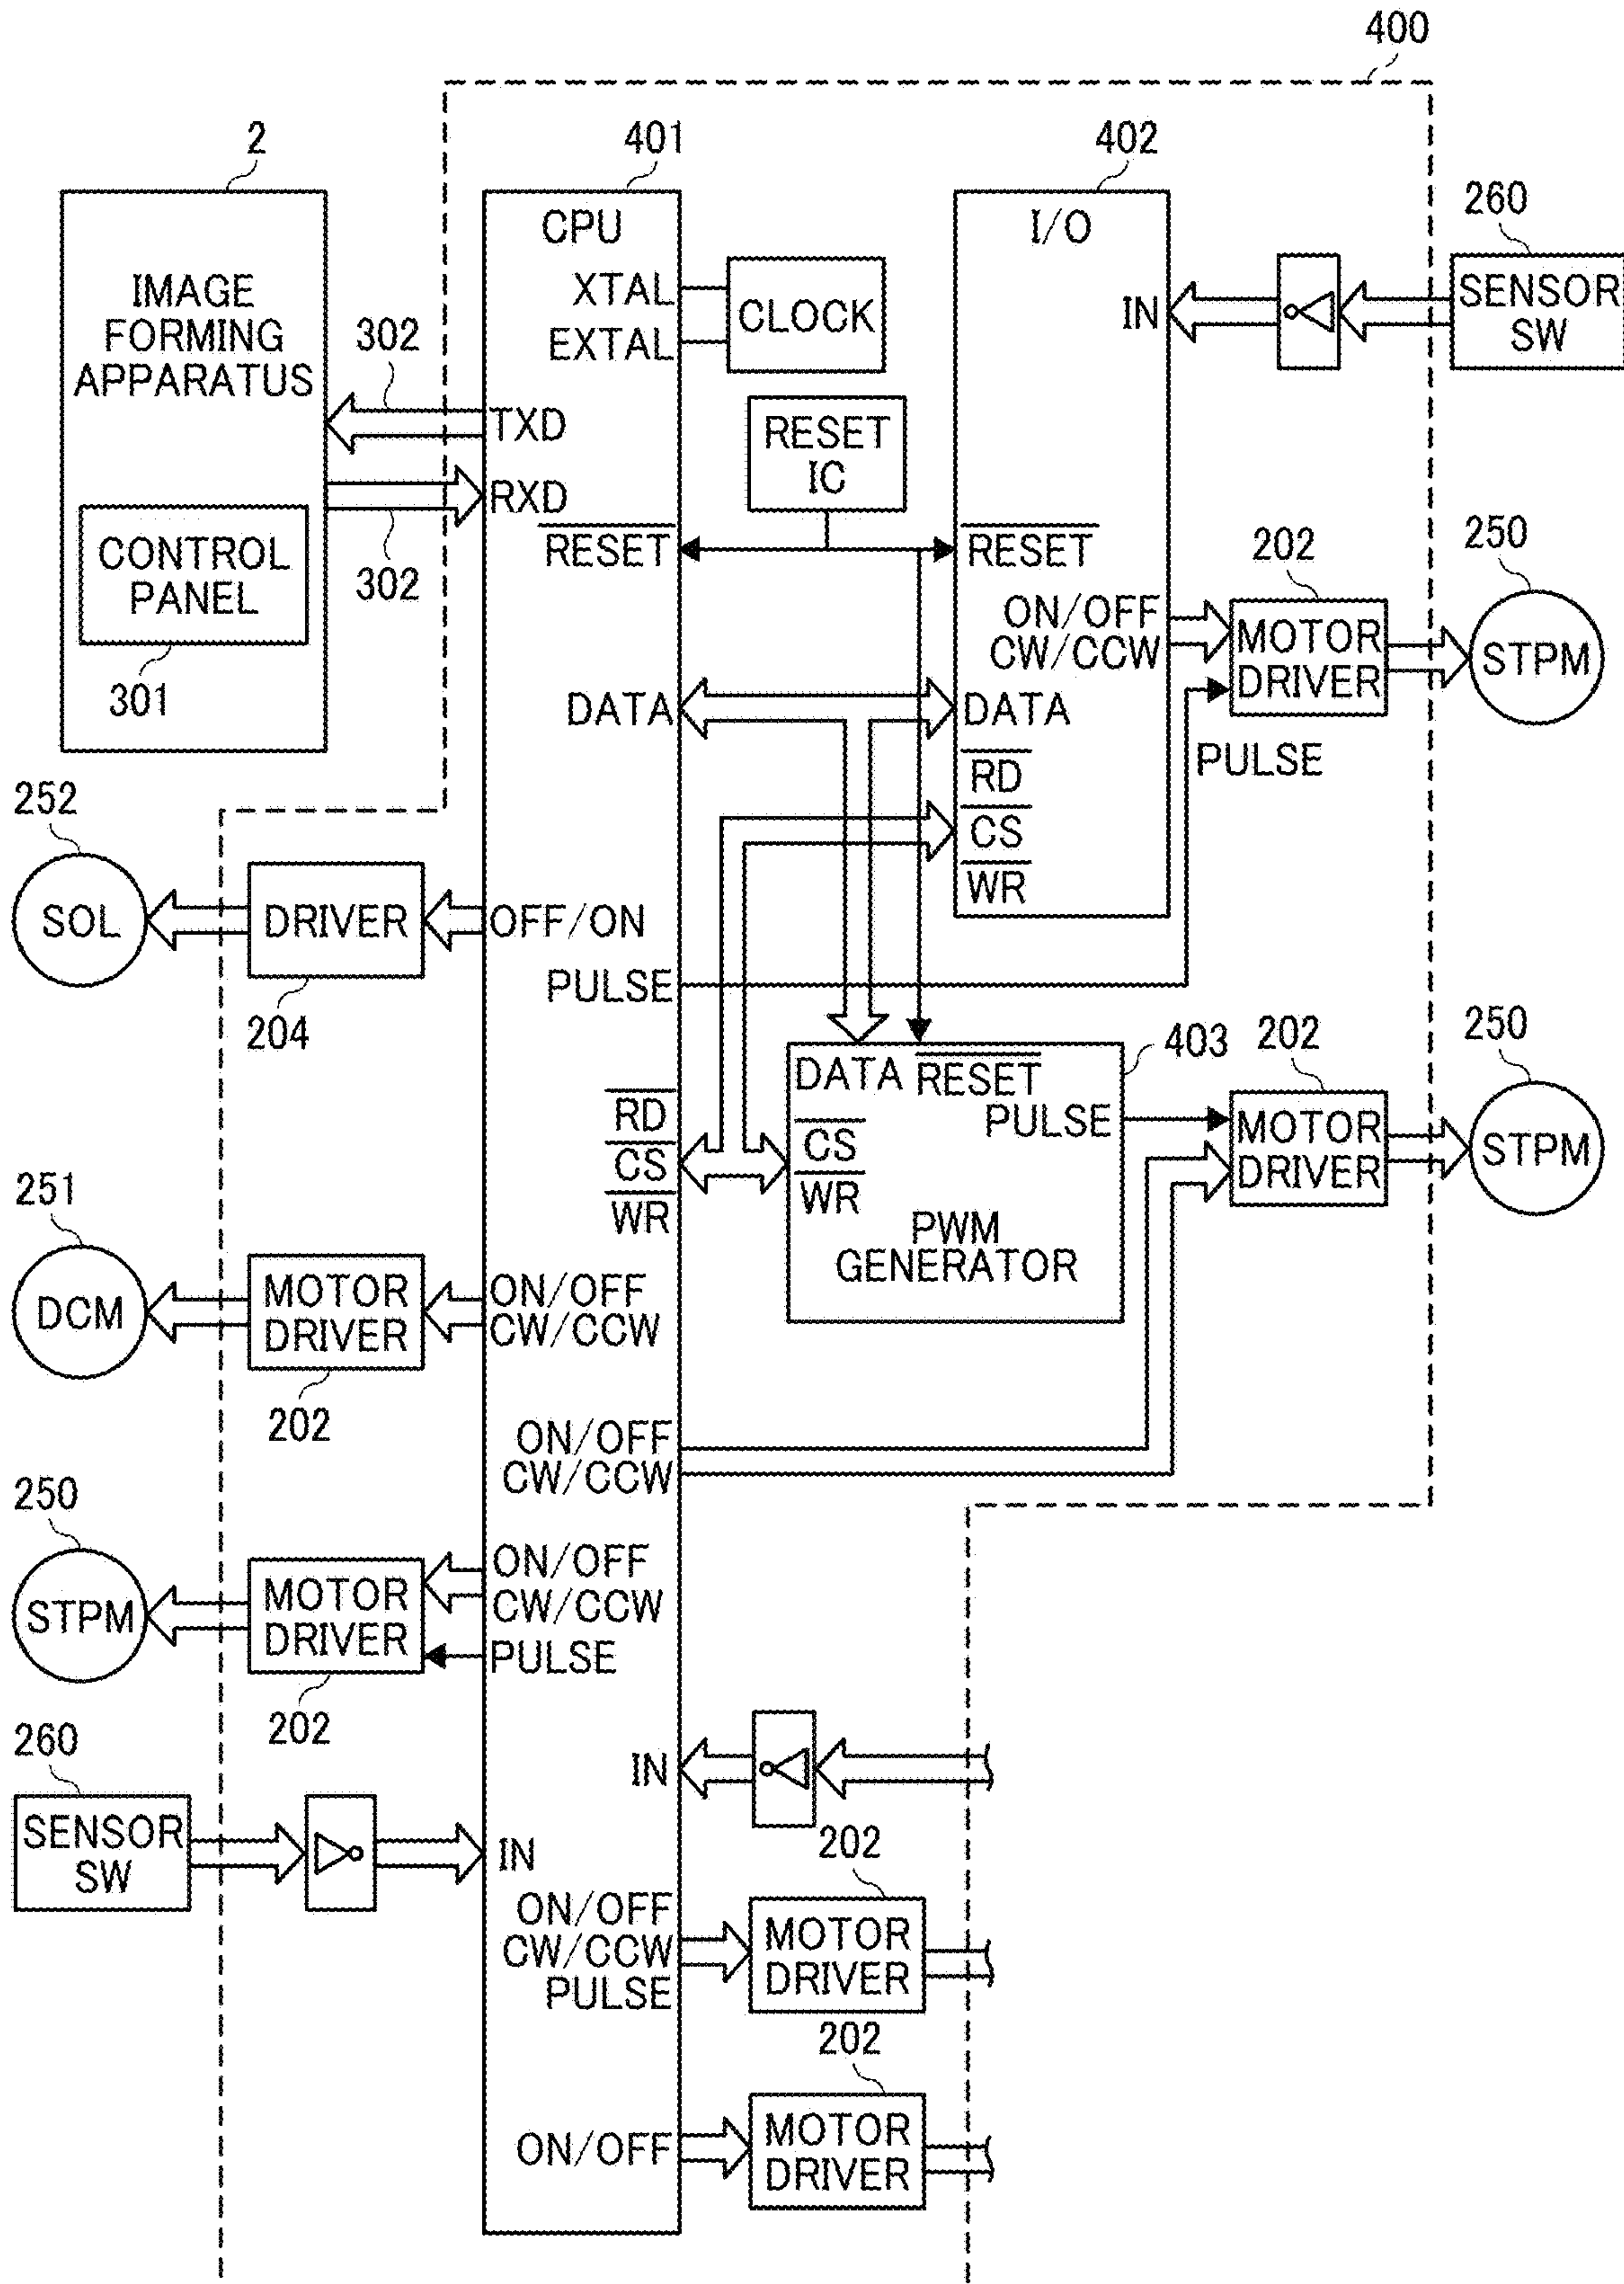 400
2
401
402
260
CPU
I/O
XTAL
EXTAL
CLOCK
IN
SENSOR
SW
IMAGE
FORMING
APPARATUS
302
TXD
RXD
302
RESET
IC
CONTROL
PANEL
301
RESET
RESET
202
250
ON/OFF
CW/CCW
MOTOR
DRIVER
STPM
DATA
DATA
PULSE
RD
CS
WR
252
SOL
DRIVER
OFF/ON
204
PULSE
403
202
250
DATA
RESET
PULSE
CS
WR
PWM
GENERATOR
MOTOR
DRIVER
STPM
RD
CS
WR
251
DCM
MOTOR
DRIVER
ON/OFF
CW/CCW
202
ON/OFF
CW/CCW
250
STPM
MOTOR
DRIVER
ON/OFF
CW/CCW
PULSE
202
260
IN
SENSOR
SW
IN
202
ON/OFF
CW/CCW
PULSE
MOTOR
DRIVER
202
ON/OFF
MOTOR
DRIVER